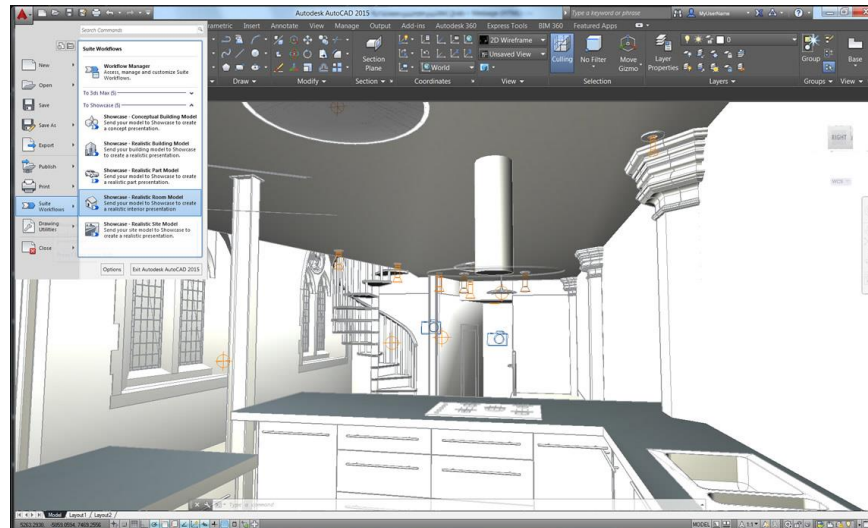 Autodesk AutoCAD 2015
Type a keyword or phrase
MyUserName
Insert Annotate View Manage Output Add-ins Autodesk 360 Express Tools BIM 360 Featured Apps
Search Commands
Suite Workflows
Workflow Manager
Access, manage and customize Suite
Workflows.
To 3ds Max (5)
To Showcase (5)
Showcase - Conceptual Building Model
Send your model to Showcase to create
a concept presentation.
Showcase - Realistic Building Model
Send your building model to Showcase
to create a realistic model.
Showcase - Realistic Part Model
Send your model to Showcase to create
a realistic part presentation.
Showcase - Realistic Room Model
Send your model to Showcase to create
a realistic interior presentation
Showcase - Realistic Site Model
Send your site model to Showcase to
create a realistic presentation.
New
Open
Save
Save As
Export
Publish
Print
Suite
Workflows
Drawing
Utilities
Close
Options
Exit Autodesk AutoCAD 2015
2D Wireframe
Unsaved View
World
Section
Plane
Culling
No Filter
Move
Gizmo
Layer
Properties
0
Group
Base
Draw
Modify
Section
Coordinates
View
Selection
Layers
Groups
View
RIGHT
Type a command
Model Layout1 Layout2
MODEL
1:1